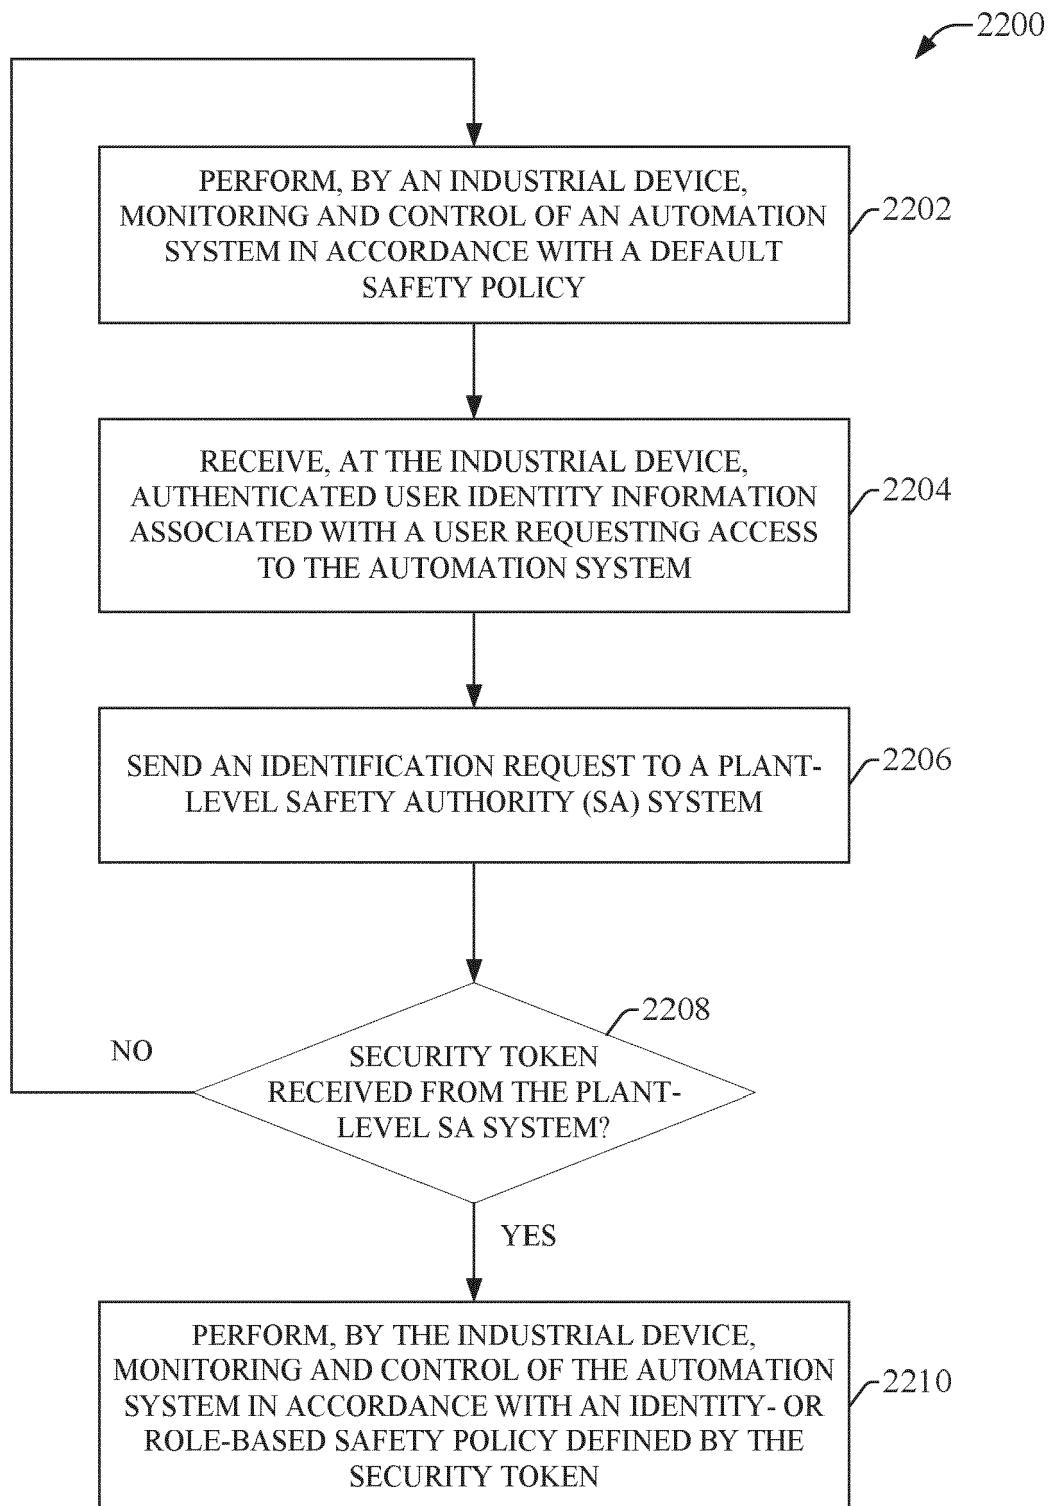 2200
PERFORM, BY AN INDUSTRIAL DEVICE,
MONITORING AND CONTROL OF AN AUTOMATION
SYSTEM IN ACCORDANCE WITH A DEFAULT
SAFETY POLICY
2202
RECEIVE, AT THE INDUSTRIAL DEVICE,
AUTHENTICATED USER IDENTITY INFORMATION
ASSOCIATED WITH A USER REQUESTING ACCESS
TO THE AUTOMATION SYSTEM
2204
SEND AN IDENTIFICATION REQUEST TO A PLANT-
LEVEL SAFETY AUTHORITY (SA) SYSTEM
2206
2208
NO
SECURITY TOKEN
RECEIVED FROM THE PLANT-
LEVEL SA SYSTEM?
YES
PERFORM, BY THE INDUSTRIAL DEVICE,
MONITORING AND CONTROL OF THE AUTOMATION
SYSTEM IN ACCORDANCE WITH AN IDENTITY- OR
ROLE-BASED SAFETY POLICY DEFINED BY THE
SECURITY TOKEN
2210